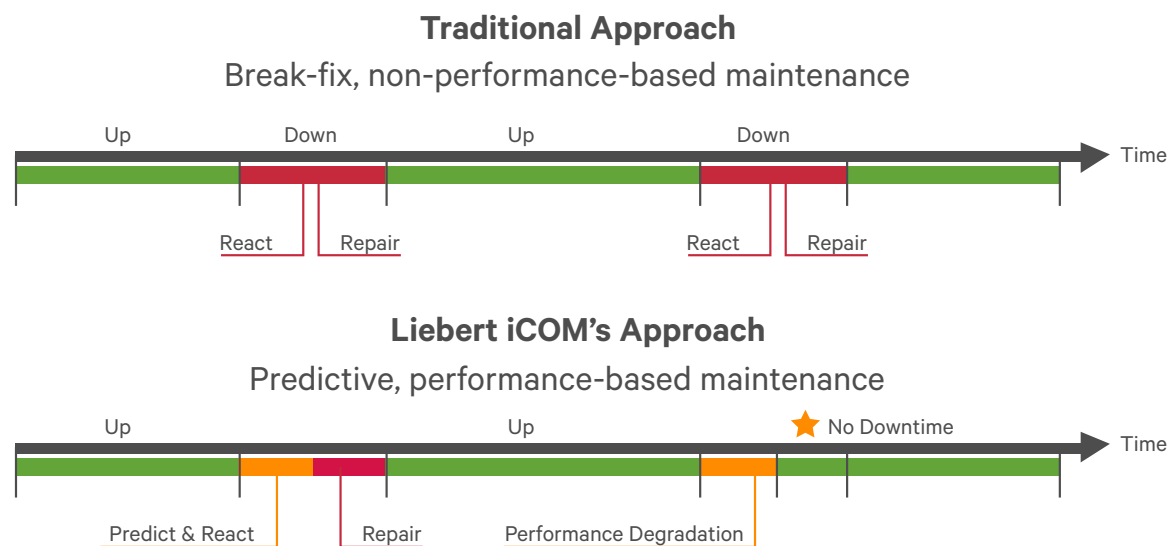 Traditional Approach
Break-fix, non-performance-based maintenance
Up Down Up Down
Time
React Repair React Repair
Liebert iCOM’s Approach
Predictive, performance-based maintenance
Up Up No Downtime
Time
Predict & React Repair Performance Degradation